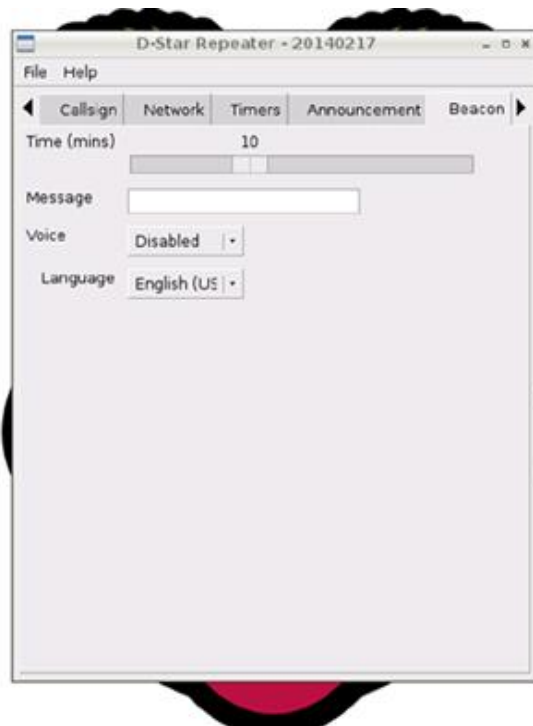 D-Star Repeater - 20140217
File Help
Callsign Network Timers Announcement Beacon
Time (mins) 10
Message
Voice Disabled
Language English (US